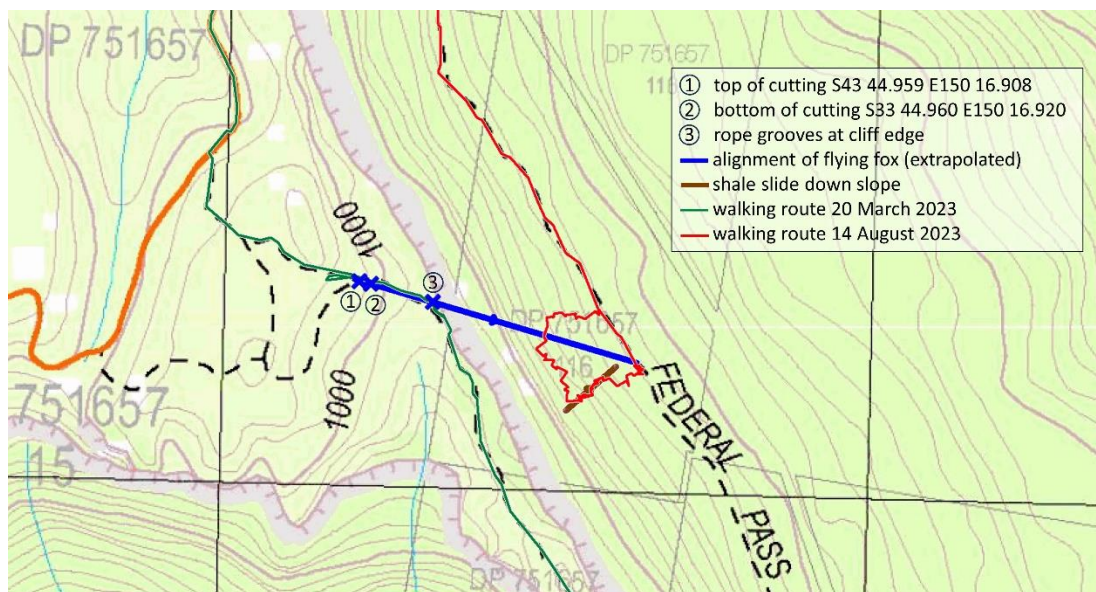 DP 751657
DP 751657
① top of cutting S43 44.959 E150 16.908
② bottom of cutting S33 44.960 E150 16.920
③ rope grooves at cliff edge
alignment of flying fox (extrapolated)
shale slide down slope
walking route 20 March 2023
walking route 14 August 2023
1000
① ② ③
DP 751657
116
1000
751657
15
FEDERAL PASS
DP 751657